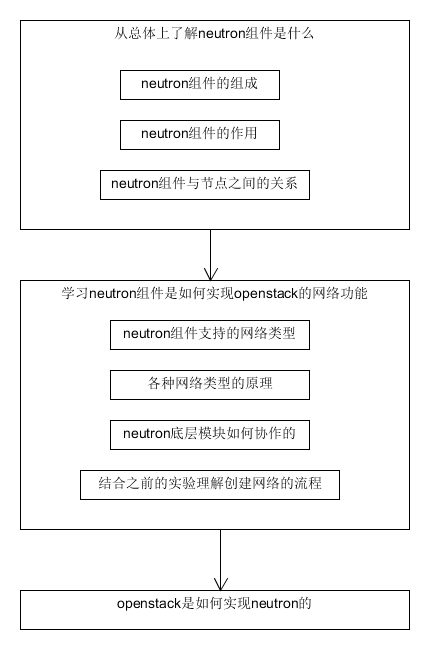 从总体上了解neutron组件是什么
neutron组件的组成
neutron组件的作用
neutron组件与节点之间的关系
学习neutron组件是如何实现openstack的网络功能
neutron组件支持的网络类型
各种网络类型的原理
neutron底层模块如何协作的
结合之前的实验理解创建网络的流程
openstack是如何实现neutron的